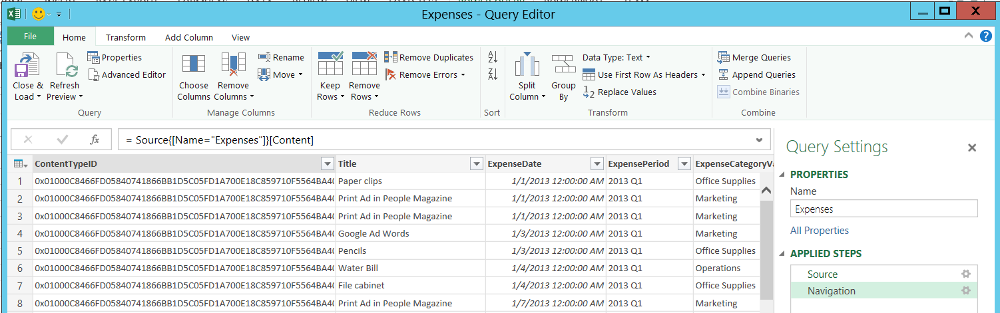 Expenses - Query Editor
File Home Transform Add Column View
Close & Load
Refresh Preview
Properties
Advanced Editor
Query
Choose Columns
Remove Columns
Rename
Move
Manage Columns
Keep Rows
Remove Rows
Remove Duplicates
Remove Errors
Reduce Rows
Sort
Split Column
Group By
Data Type: Text
Use First Row As Headers
Replace Values
Transform
Merge Queries
Append Queries
Combine Binaries
Combine
fx = Source{[Name="Expenses"]}[Content]
ContentTypeID Title ExpenseDate ExpensePeriod ExpenseCategoryVa
1 0x01000C8466FD05840741866BB1D5C05FD1A700E18C859710F5564BA40 Paper clips 1/1/2013 12:00:00 AM 2013 Q1 Office Supplies
2 0x01000C8466FD05840741866BB1D5C05FD1A700E18C859710F5564BA40 Print Ad in People Magazine 1/1/2013 12:00:00 AM 2013 Q1 Marketing
3 0x01000C8466FD05840741866BB1D5C05FD1A700E18C859710F5564BA40 Print Ad in People Magazine 1/1/2013 12:00:00 AM 2013 Q1 Marketing
4 0x01000C8466FD05840741866BB1D5C05FD1A700E18C859710F5564BA40 Google Ad Words 1/3/2013 12:00:00 AM 2013 Q1 Marketing
5 0x01000C8466FD05840741866BB1D5C05FD1A700E18C859710F5564BA40 Pencils 1/3/2013 12:00:00 AM 2013 Q1 Office Supplies
6 0x01000C8466FD05840741866BB1D5C05FD1A700E18C859710F5564BA40 Water Bill 1/4/2013 12:00:00 AM 2013 Q1 Operations
7 0x01000C8466FD05840741866BB1D5C05FD1A700E18C859710F5564BA40 File cabinet 1/4/2013 12:00:00 AM 2013 Q1 Office Supplies
8 0x01000C8466FD05840741866BB1D5C05FD1A700E18C859710F5564BA40 Print Ad in People Magazine 1/7/2013 12:00:00 AM 2013 Q1 Marketing
Query Settings
PROPERTIES
Name
Expenses
All Properties
APPLIED STEPS
Source
Navigation